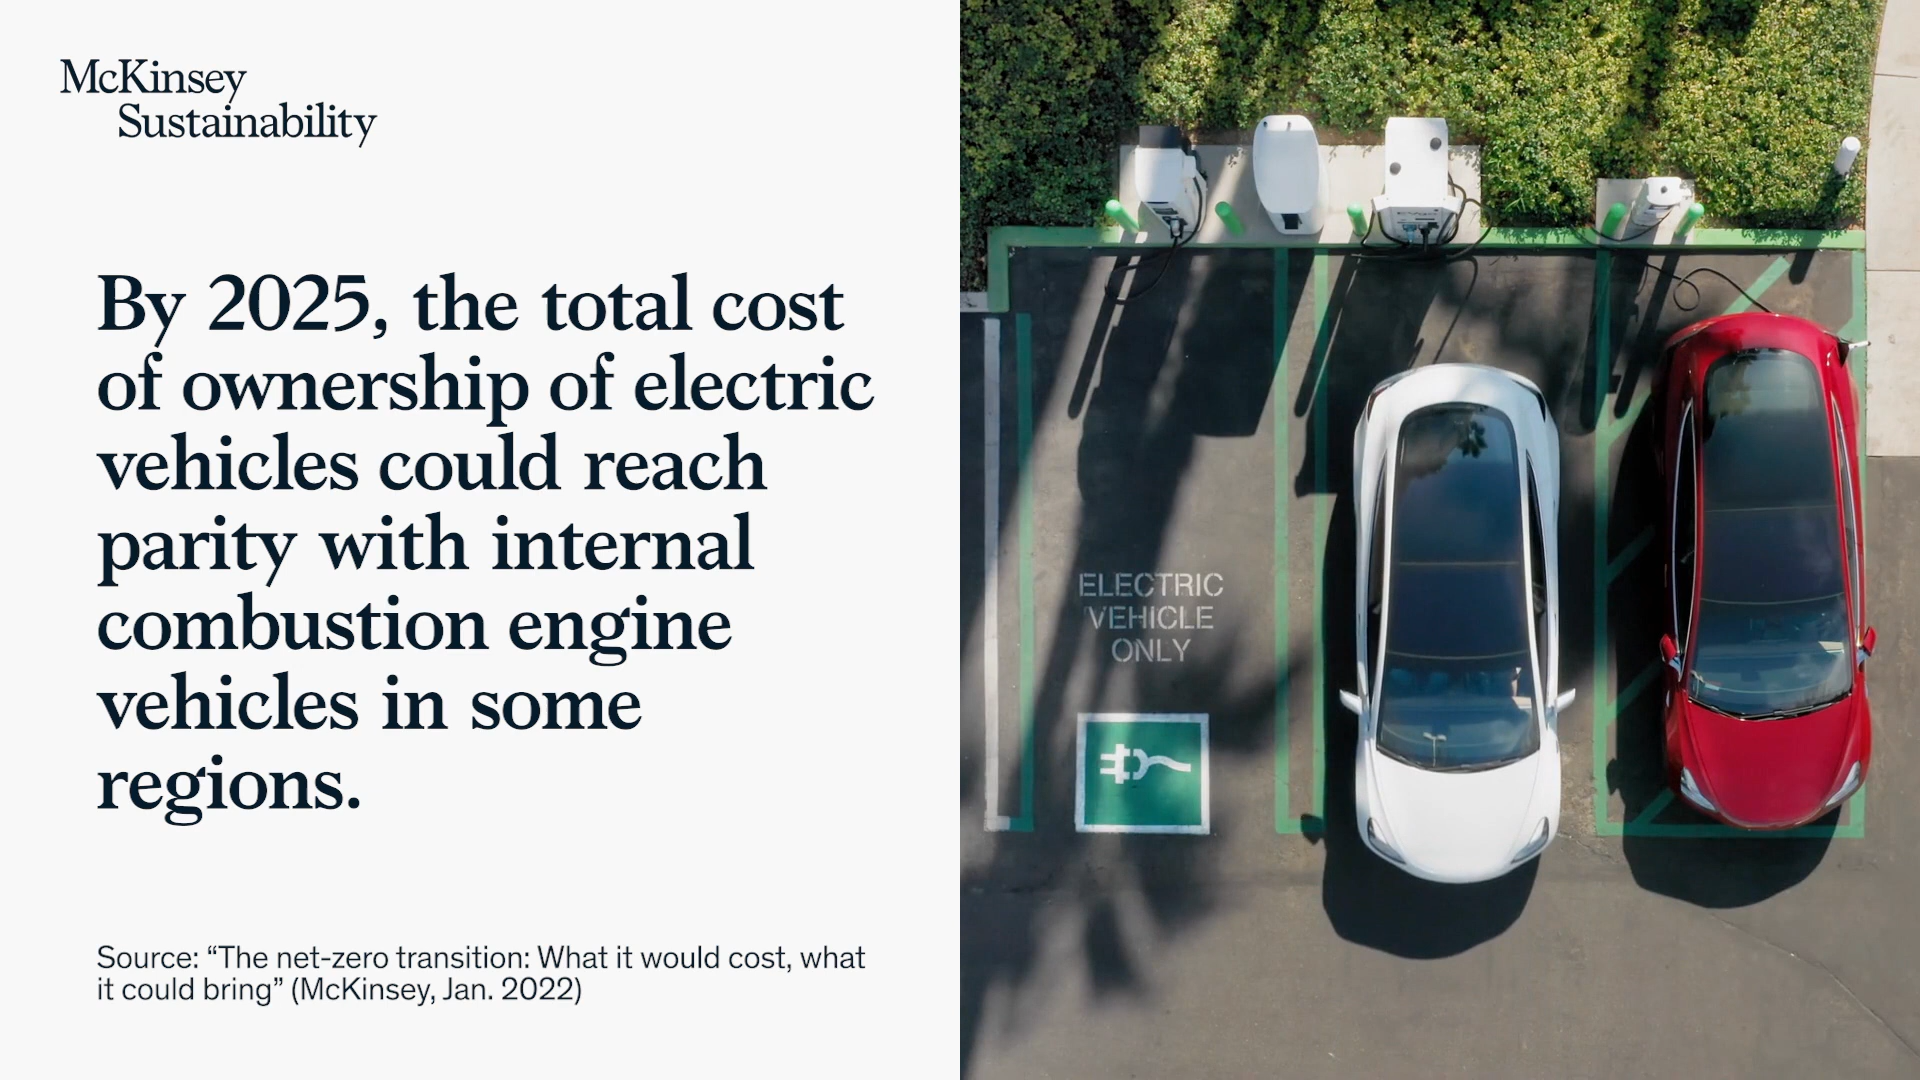 McKinsey
Sustainability
By 2025, the total cost
of ownership of electric
vehicles could reach
parity with internal
combustion engine
vehicles in some
regions.
Source: “The net-zero transition: What it would cost, what
it could bring” (McKinsey, Jan. 2022)
ELECTRIC
VEHICLE
ONLY